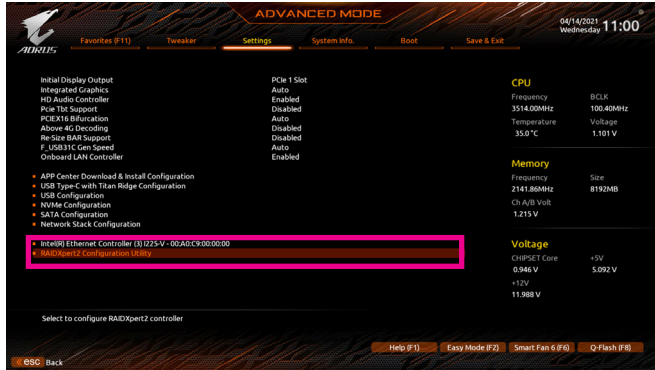 ADVANCED MODE
04/14/2021 Wednesday 11:00
AORUS
Favorites (F11) Tweaker Settings System Info. Boot Save & Exit
Initial Display Output PCIe 1 Slot
Integrated Graphics Auto
HD Audio Controller Enabled
Pcie Tbt Support Disabled
PCIEX16 Bifurcation Auto
Above 4G Decoding Disabled
Re-Size BAR Support Disabled
F_USB31C Gen Speed Auto
Onboard LAN Controller Enabled
APP Center Download & Install Configuration
USB Type-C with Titan Ridge Configuration
USB Configuration
NVMe Configuration
SATA Configuration
Network Stack Configuration
Intel(R) Ethernet Controller (3) I225-V - 00:A0:C9:00:00:00
RAIDXpert2 Configuration Utility
CPU
Frequency BCLK
3514.00MHz 100.40MHz
Temperature Voltage
35.0 °C 1.101 V
Memory
Frequency Size
2141.86MHz 8192MB
Ch A/B Volt
1.215 V
Voltage
CHIPSET Core +5V
0.946 V 5.092 V
+12V
11.988 V
Select to configure RAIDXpert2 controller
Help (F1) Easy Mode (F2) Smart Fan 6 (F6) Q-Flash (F8)
esc Back